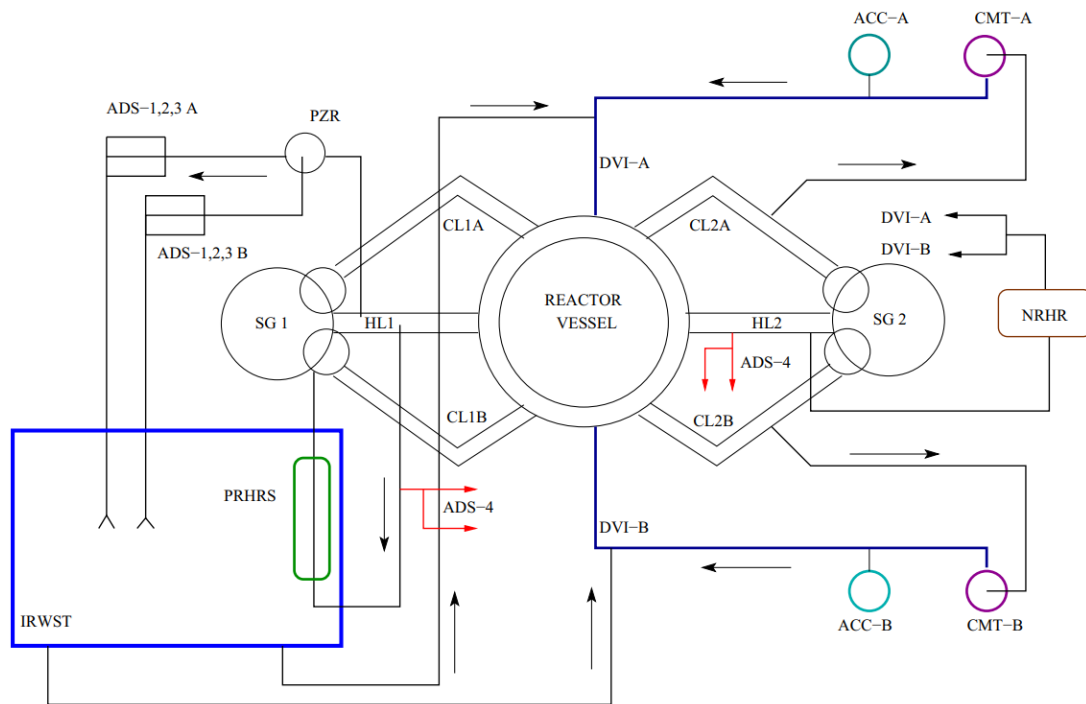 ACC−A
CMT−A
ADS−1,2,3 A
PZR
DVI−A
CL1A
CL2A
DVI−A
DVI−B
ADS−1,2,3 B
REACTOR
VESSEL
SG 1
HL1
HL2
SG 2
NRHR
ADS−4
CL1B
CL2B
PRHRS
ADS−4
DVI−B
IRWST
ACC−B
CMT−B